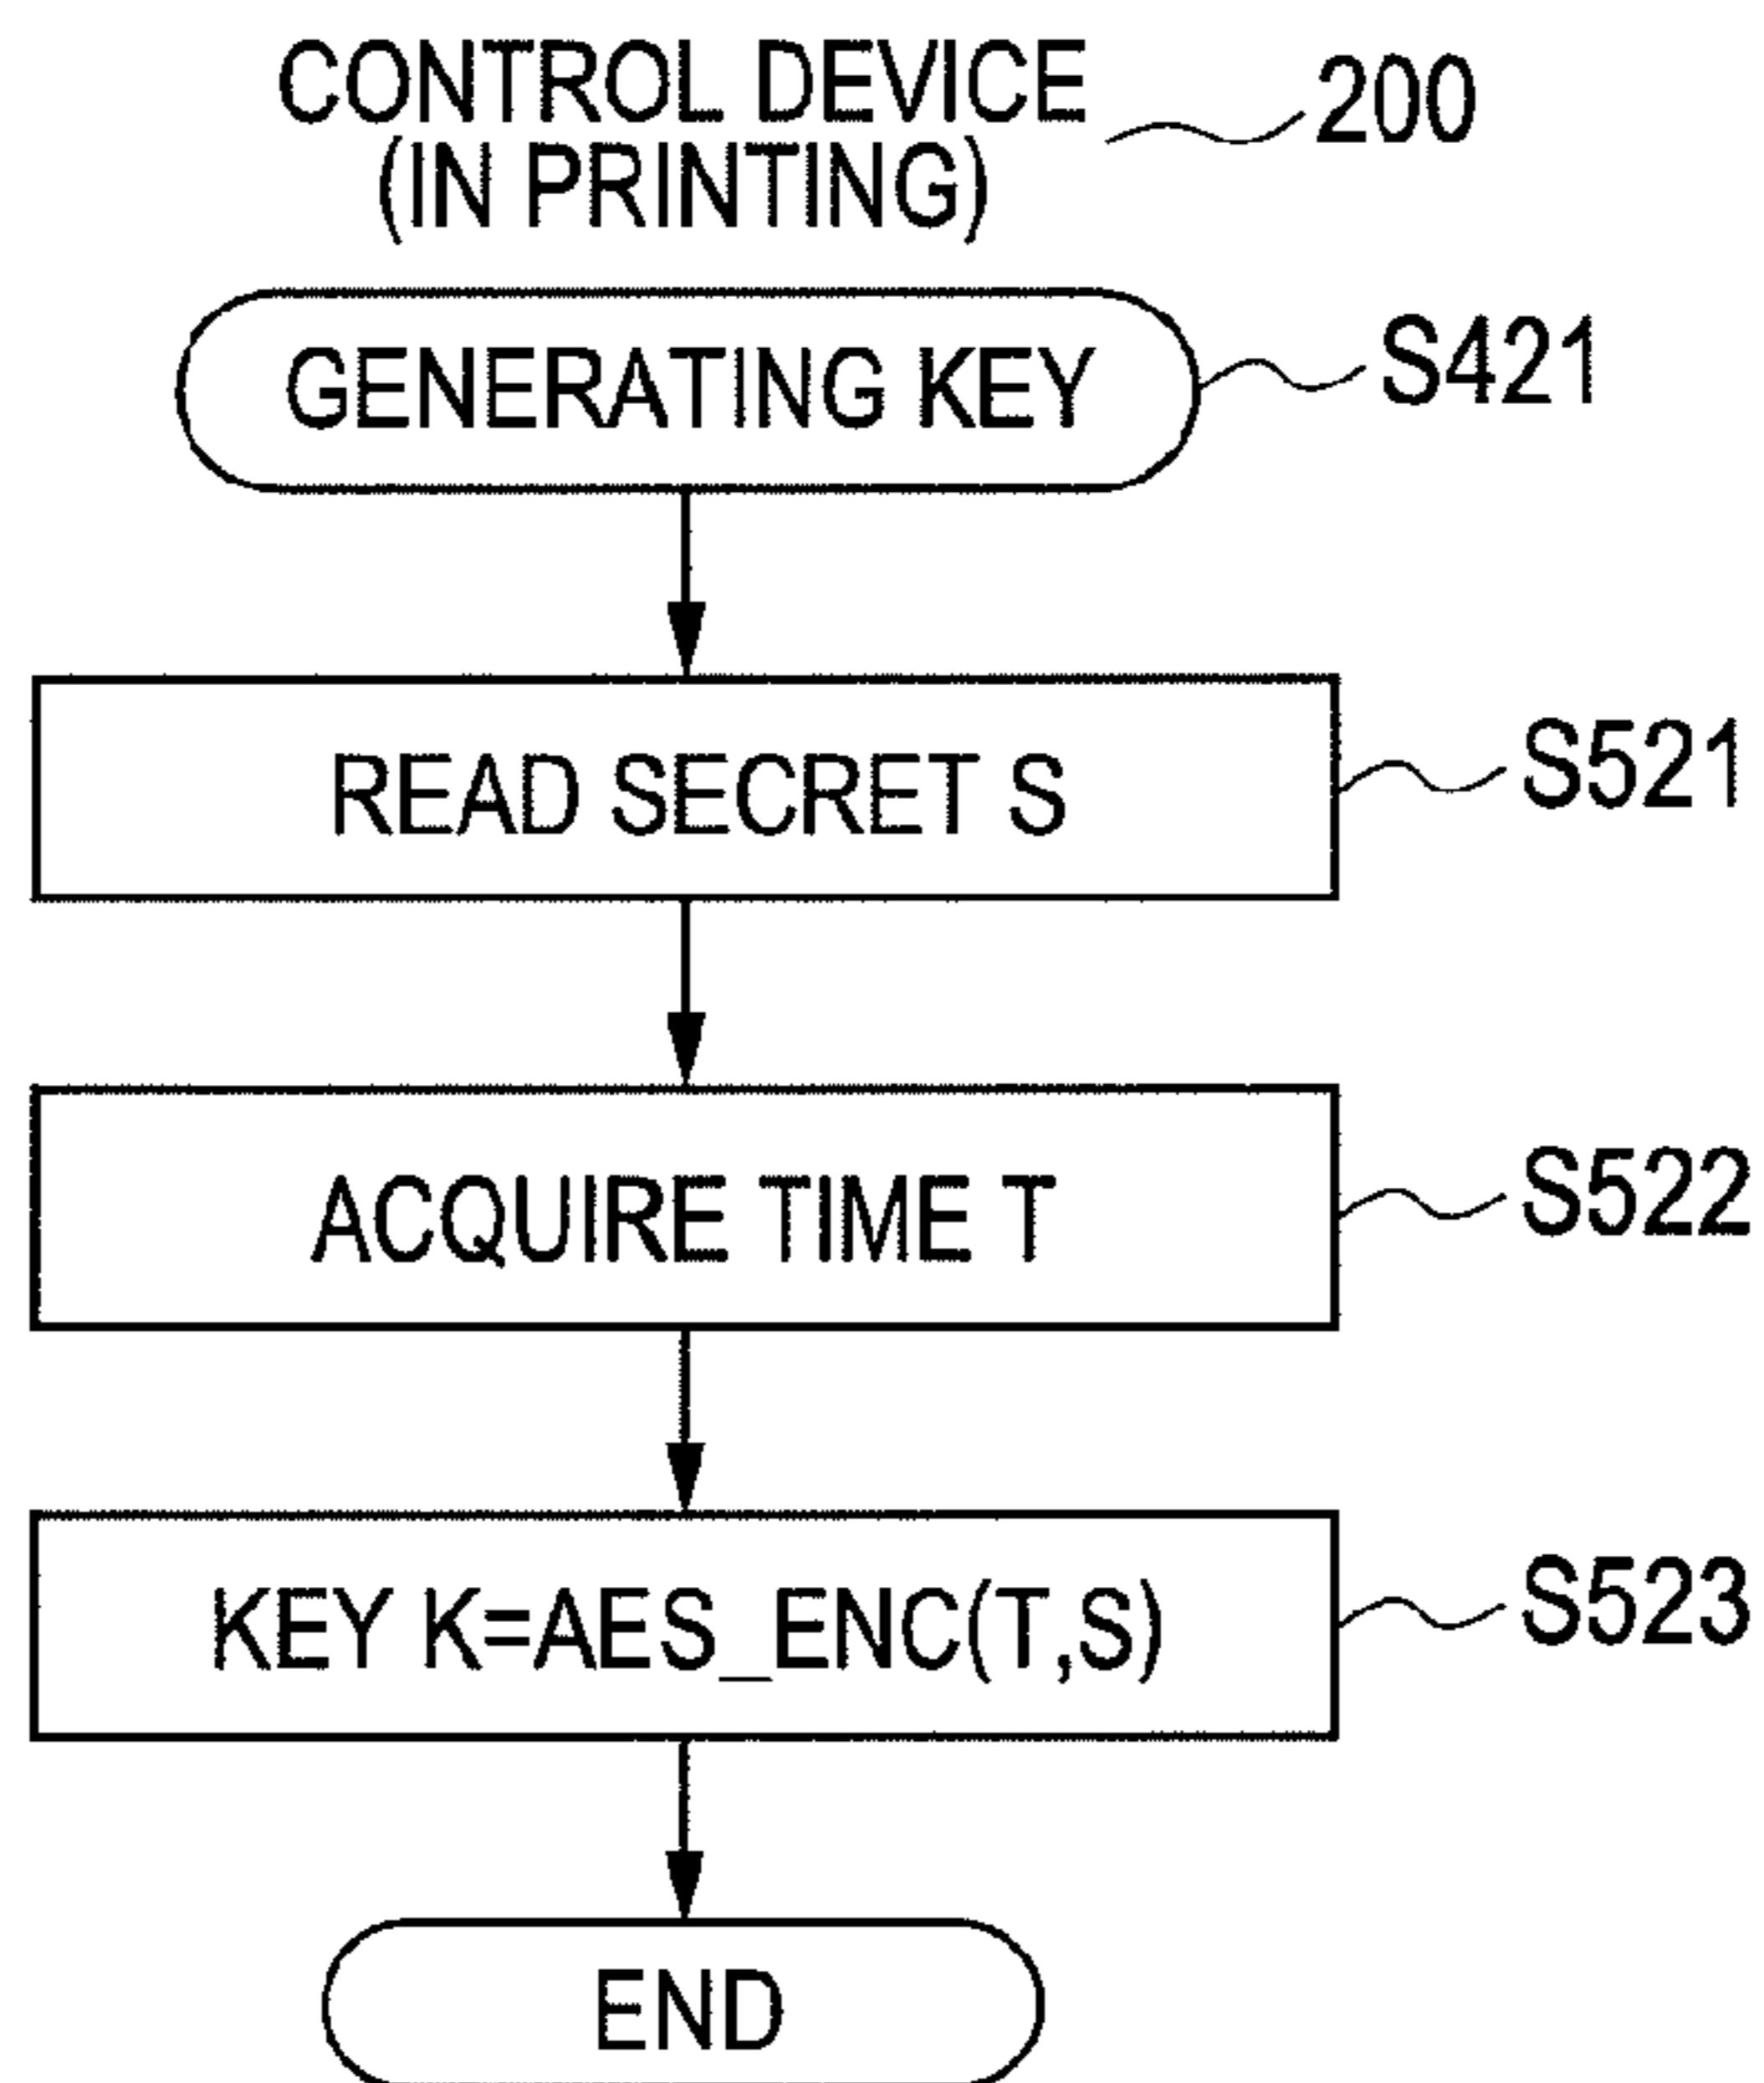 CONTROL DEVICE
(IN PRINTING)
200
GENERATING KEY
S421
READ SECRET S
S521
ACQUIRE TIME T
S522
KEY K=AES_ENC(T,S)
S523
END